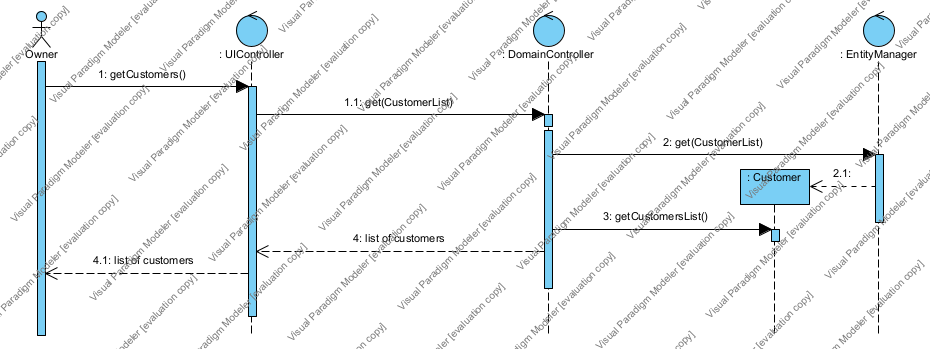 Owner
: UIController
: DomainController
: EntityManager
1: getCustomers()
1.1: get(CustomerList)
2: get(CustomerList)
: Customer
2.1:
3: getCustomersList()
4: list of customers
4.1: list of customers
Visual Paradigm Modeler [evaluation copy]